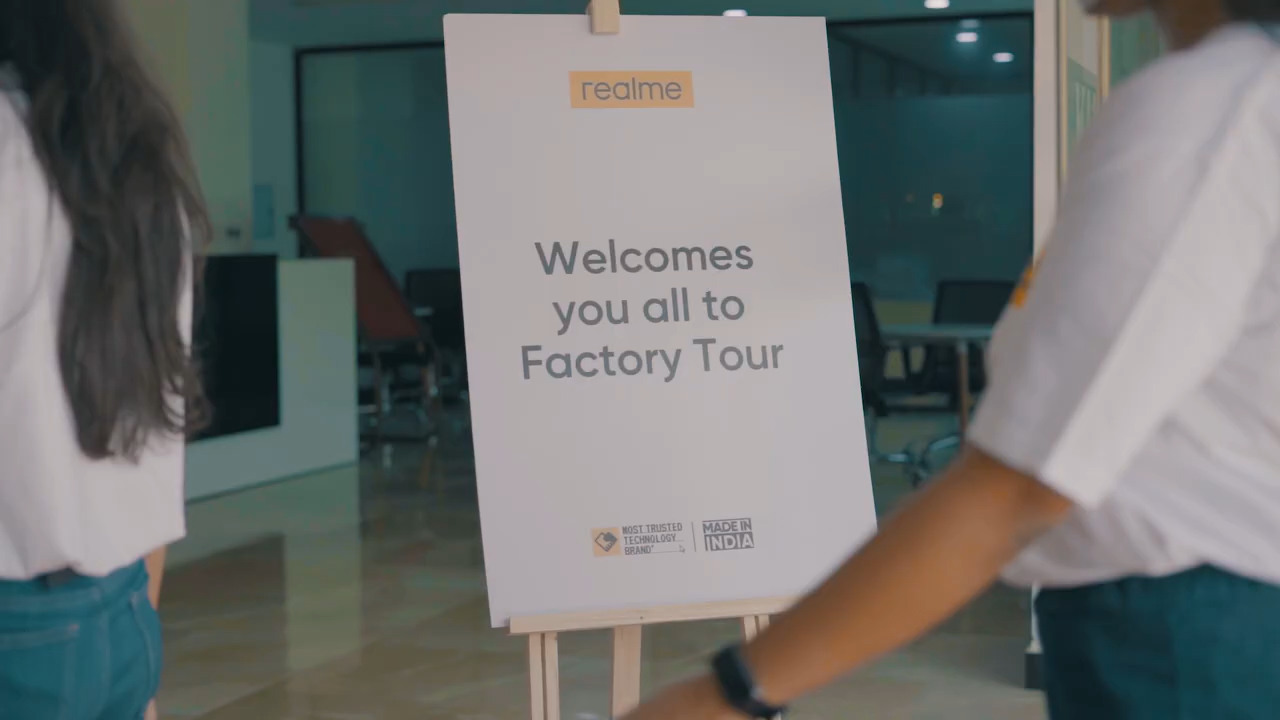 realme
Welcomes
you all to
Factory Tour
MOST TRUSTED
TECHNOLOGY
BRAND*
MADE IN
INDIA